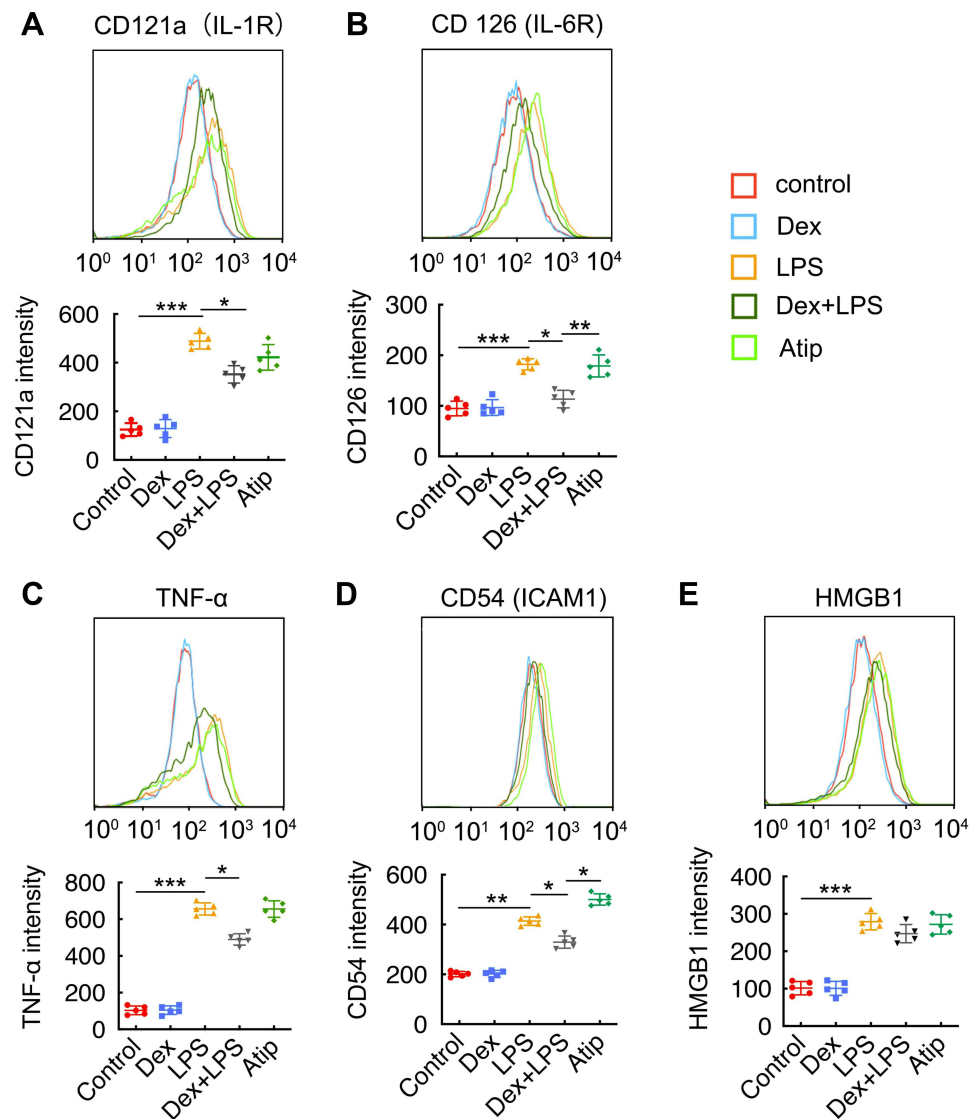 A CD121a (IL-1R)
10⁰ 10¹ 10² 10³ 10⁴
CD121a intensity
600
400
200
0
*** *
Control Dex LPS Dex+LPS Atip
B CD 126 (IL-6R)
10⁰ 10¹ 10² 10³ 10⁴
CD126 intensity
300
200
100
0
*** * **
Control Dex LPS Dex+LPS Atip
control
Dex
LPS
Dex+LPS
Atip
C TNF-α
10⁰ 10¹ 10² 10³ 10⁴
TNF-α intensity
800
600
400
200
0
*** *
Control Dex LPS Dex+LPS Atip
D CD54 (ICAM1)
10⁰ 10¹ 10² 10³ 10⁴
CD54 intensity
600
400
200
0
** * *
Control Dex LPS Dex+LPS Atip
E HMGB1
10⁰ 10¹ 10² 10³ 10⁴
HMGB1 intensity
400
300
200
100
0
***
Control Dex LPS Dex+LPS Atip